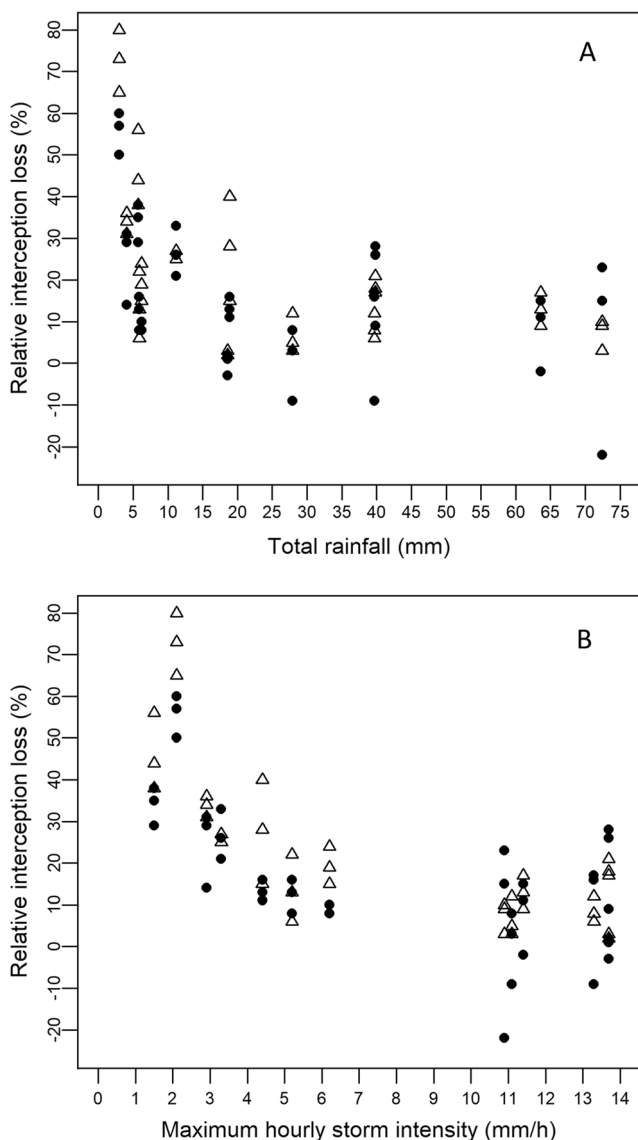 A
Relative interception loss (%)
80
70
60
50
40
30
20
10
0
-10
-20
0 5 10 15 20 25 30 35 40 45 50 55 60 65 70 75
Total rainfall (mm)
B
Relative interception loss (%)
80
70
60
50
40
30
20
10
0
-10
-20
0 1 2 3 4 5 6 7 8 9 10 11 12 13 14
Maximum hourly storm intensity (mm/h)